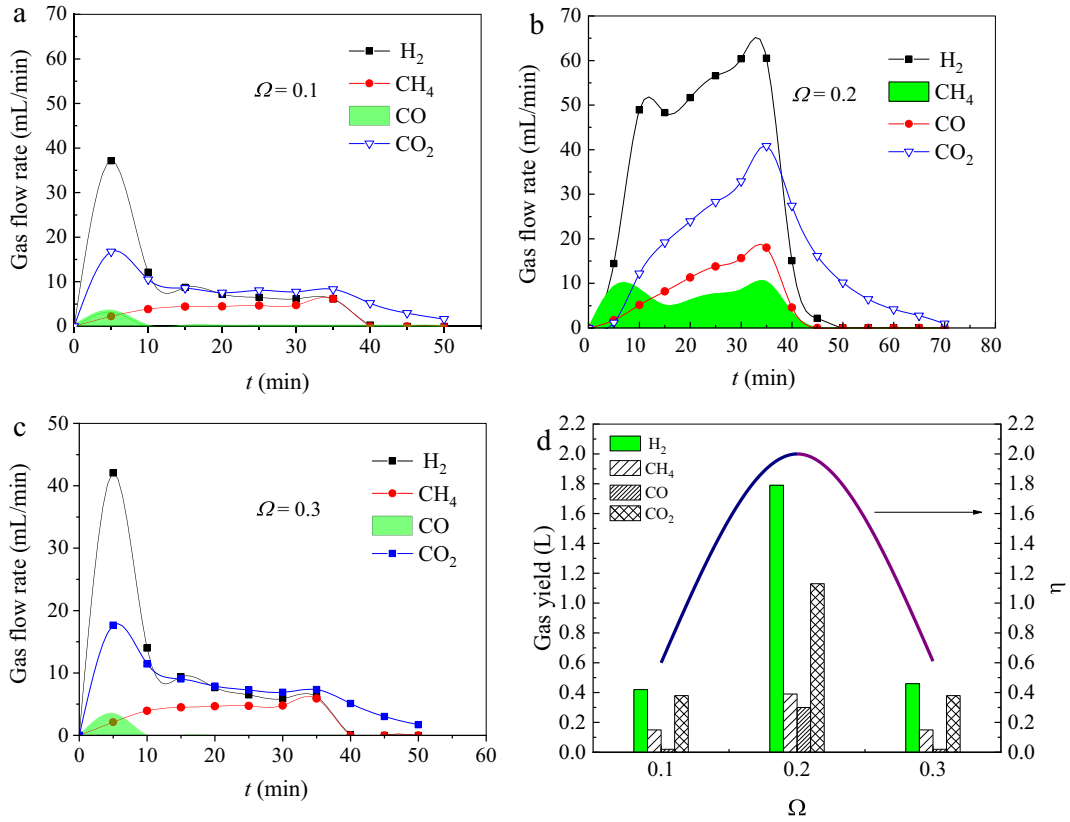 a
Gas flow rate (mL/min)
70
60
50
40
30
20
10
0
0 10 20 30 40 50
t (min)
H2
CH4
CO
CO2
Ω = 0.1
b
Gas flow rate (mL/min)
70
60
50
40
30
20
10
0
0 10 20 30 40 50 60 70 80
t (min)
H2
CH4
CO
CO2
Ω = 0.2
c
Gas flow rate (mL/min)
50
40
30
20
10
0
0 10 20 30 40 50 60
t (min)
H2
CH4
CO
CO2
Ω = 0.3
d
Gas yield (L)
2.2
2.0
1.8
1.6
1.4
1.2
1.0
0.8
0.6
0.4
0.2
0.0
H2
CH4
CO
CO2
0.1 0.2 0.3
Ω
2.2
2.0
1.8
1.6
1.4
1.2
1.0
0.8
0.6
0.4
0.2
0.0
η